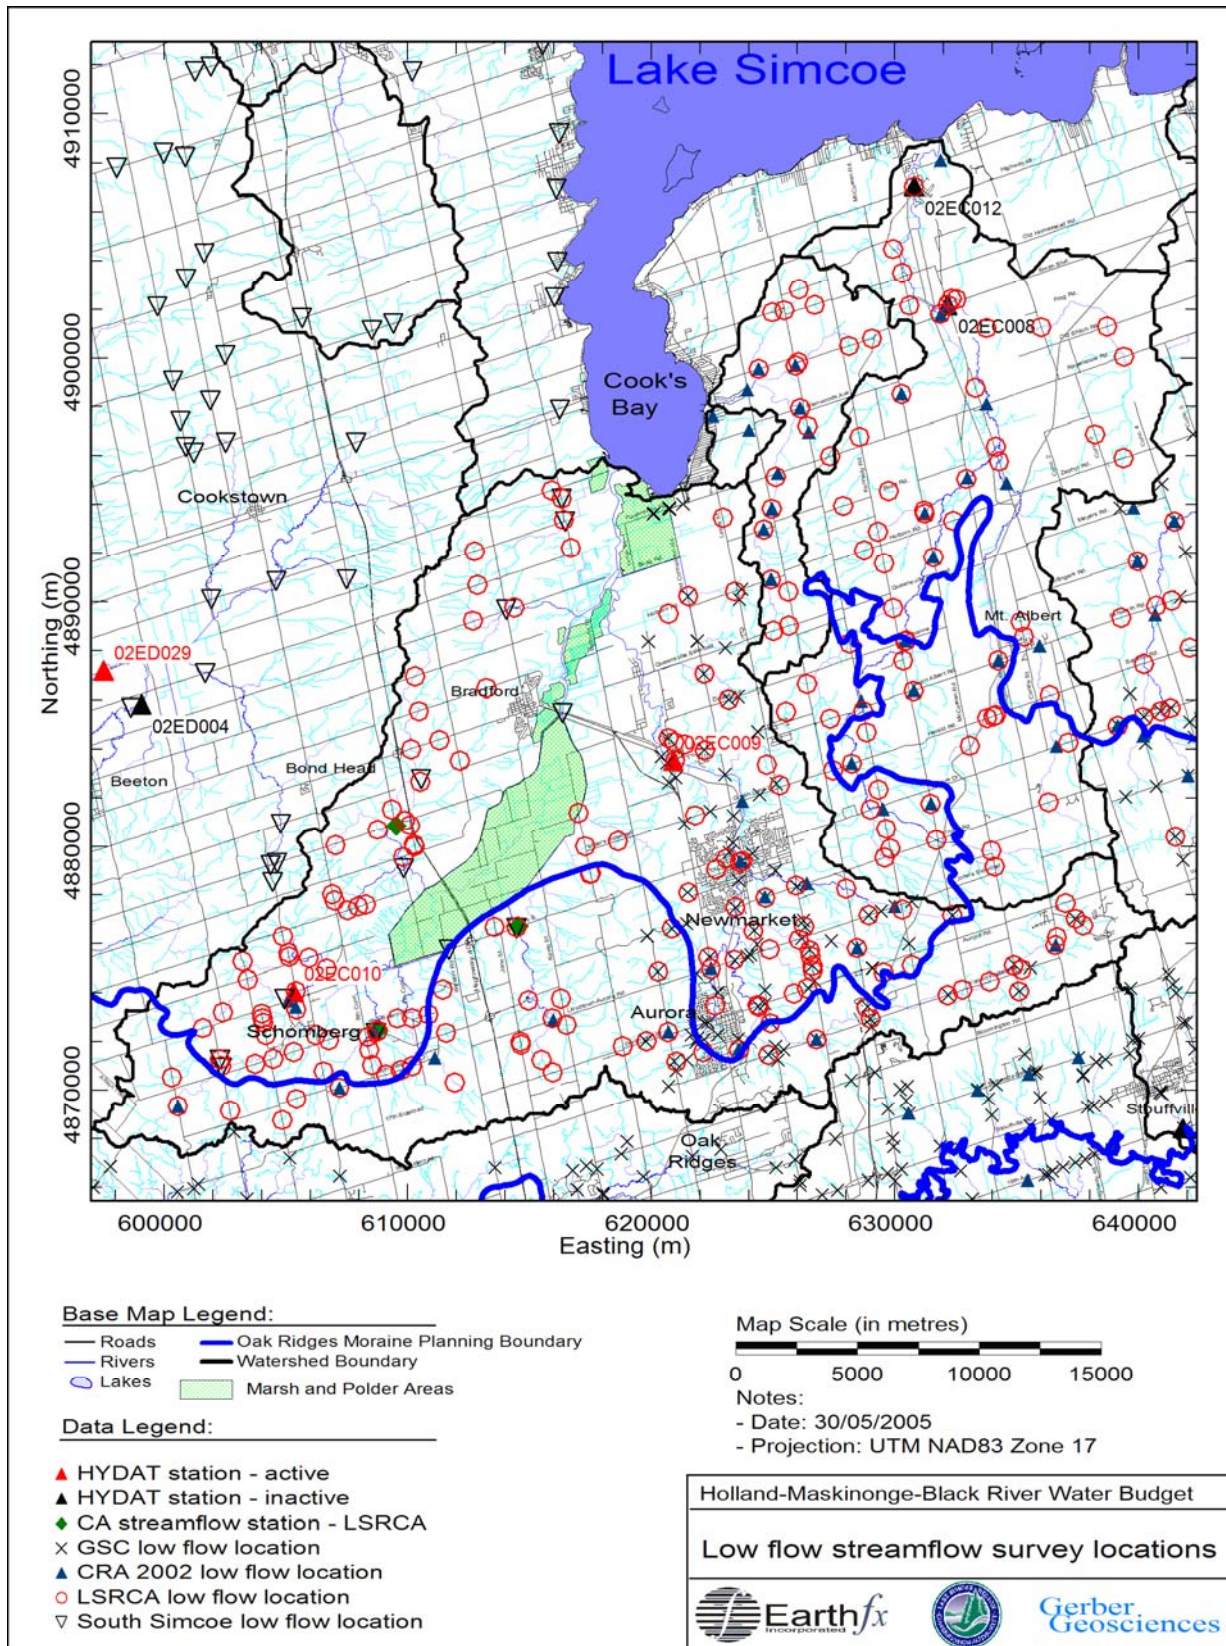 Lake Simcoe
4910000
02EC012
4900000
02EC008
Cook's
Bay
Cookstown
4890000
Northing (m)
Mt. Albert
02ED029
Bradford
02ED004
02EC009
Beeton
Bond Head
4880000
Newmarket
02EC010
Schomberg
Aurora
4870000
Stouffvill
Oak
Ridges
600000
610000
620000
630000
640000
Easting (m)
Base Map Legend:
Roads
Oak Ridges Moraine Planning Boundary
Rivers
Watershed Boundary
Lakes
Marsh and Polder Areas
Data Legend:
HYDAT station - active
HYDAT station - inactive
CA streamflow station - LSRCA
GSC low flow location
CRA 2002 low flow location
LSRCA low flow location
South Simcoe low flow location
Map Scale (in metres)
0 5000 10000 15000
Notes:
- Date: 30/05/2005
- Projection: UTM NAD83 Zone 17
Holland-Maskinonge-Black River Water Budget
Low flow streamflow survey locations
Earthfx
Incorporated
Gerber
Geosciences